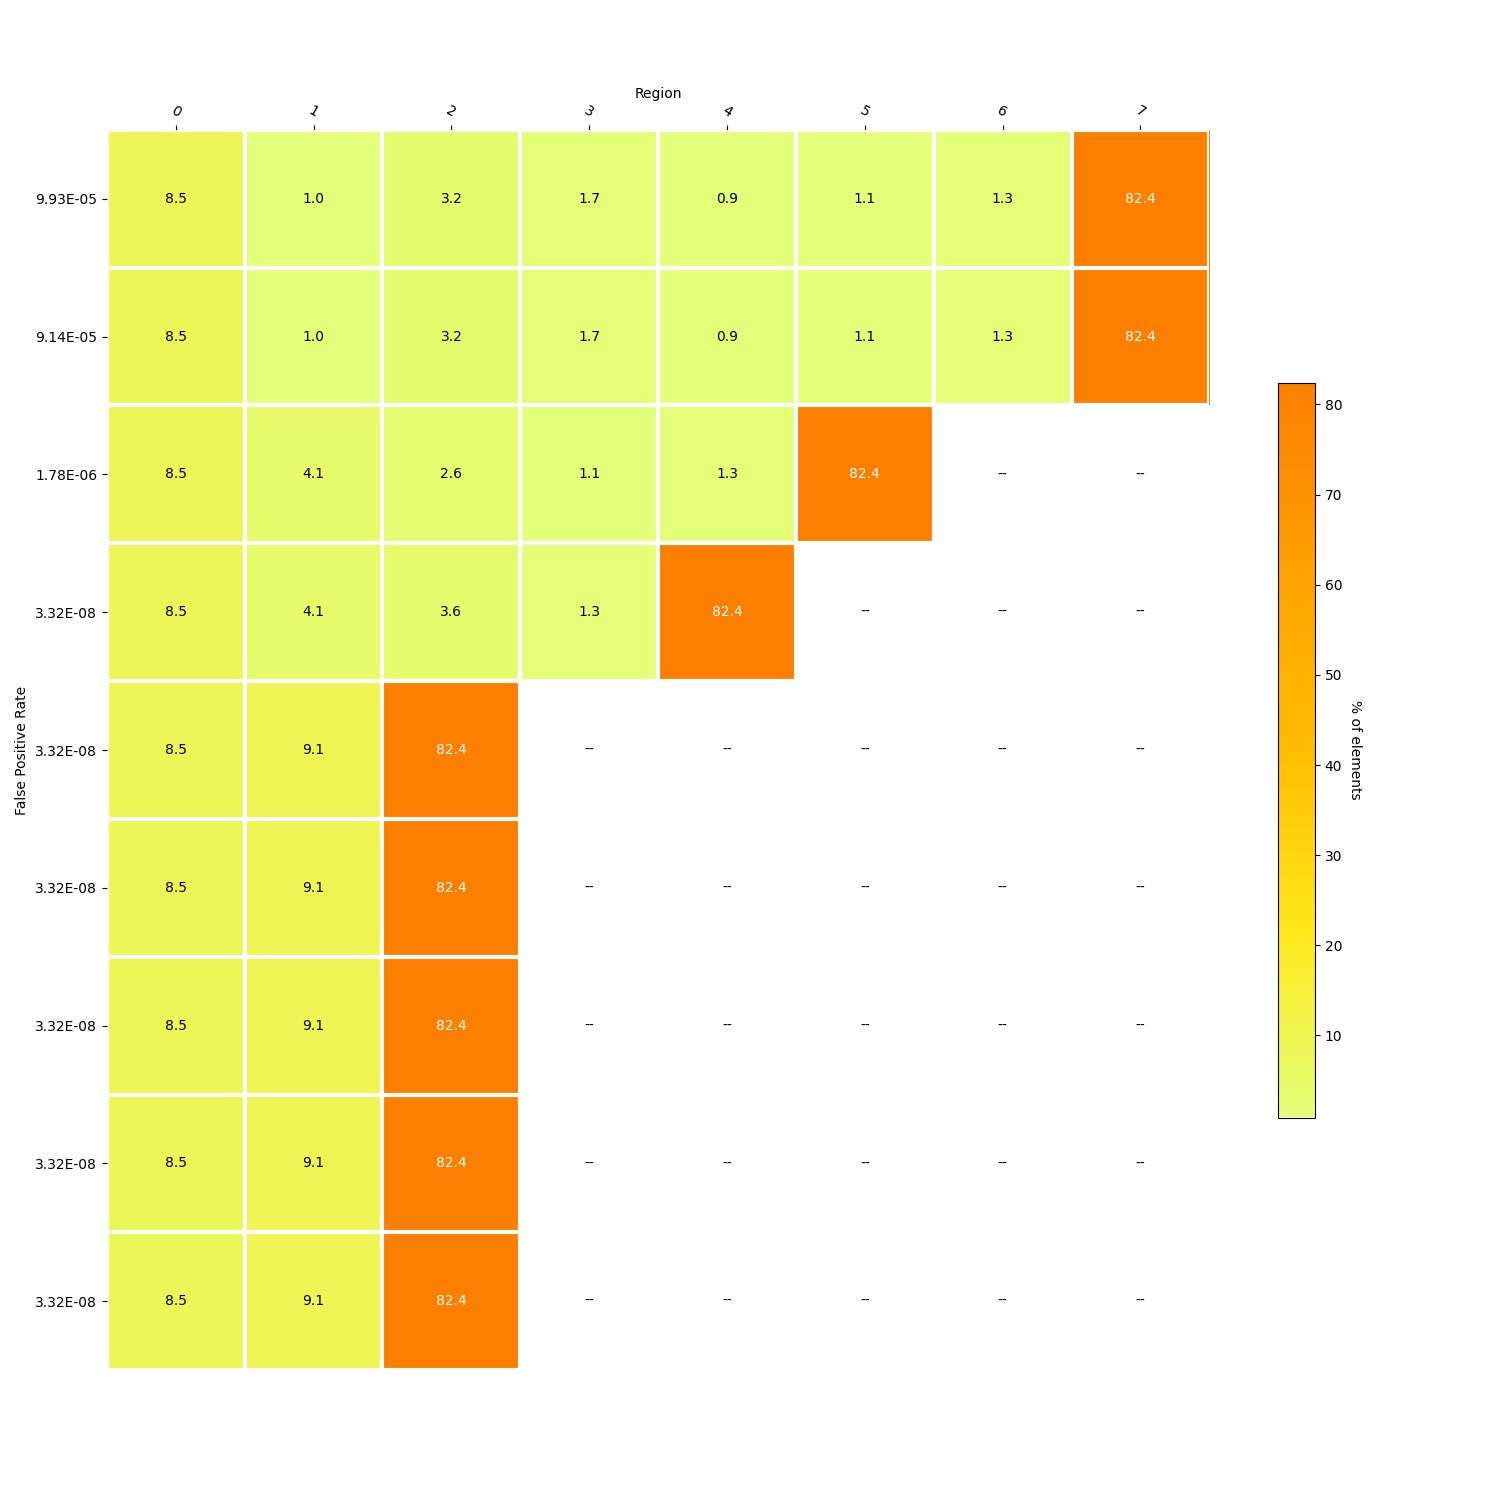 Region
0 1 2 3 4 5 6 7
9.93E-05 8.5 1.0 3.2 1.7 0.9 1.1 1.3 82.4
9.14E-05 8.5 1.0 3.2 1.7 0.9 1.1 1.3 82.4
1.78E-06 8.5 4.1 2.6 1.1 1.3 82.4 -- --
3.32E-08 8.5 4.1 3.6 1.3 82.4 -- -- --
3.32E-08 8.5 9.1 82.4 -- -- -- -- --
3.32E-08 8.5 9.1 82.4 -- -- -- -- --
3.32E-08 8.5 9.1 82.4 -- -- -- -- --
3.32E-08 8.5 9.1 82.4 -- -- -- -- --
3.32E-08 8.5 9.1 82.4 -- -- -- -- --
False Positive Rate
80
70
60
50
40
30
20
10
% of elements